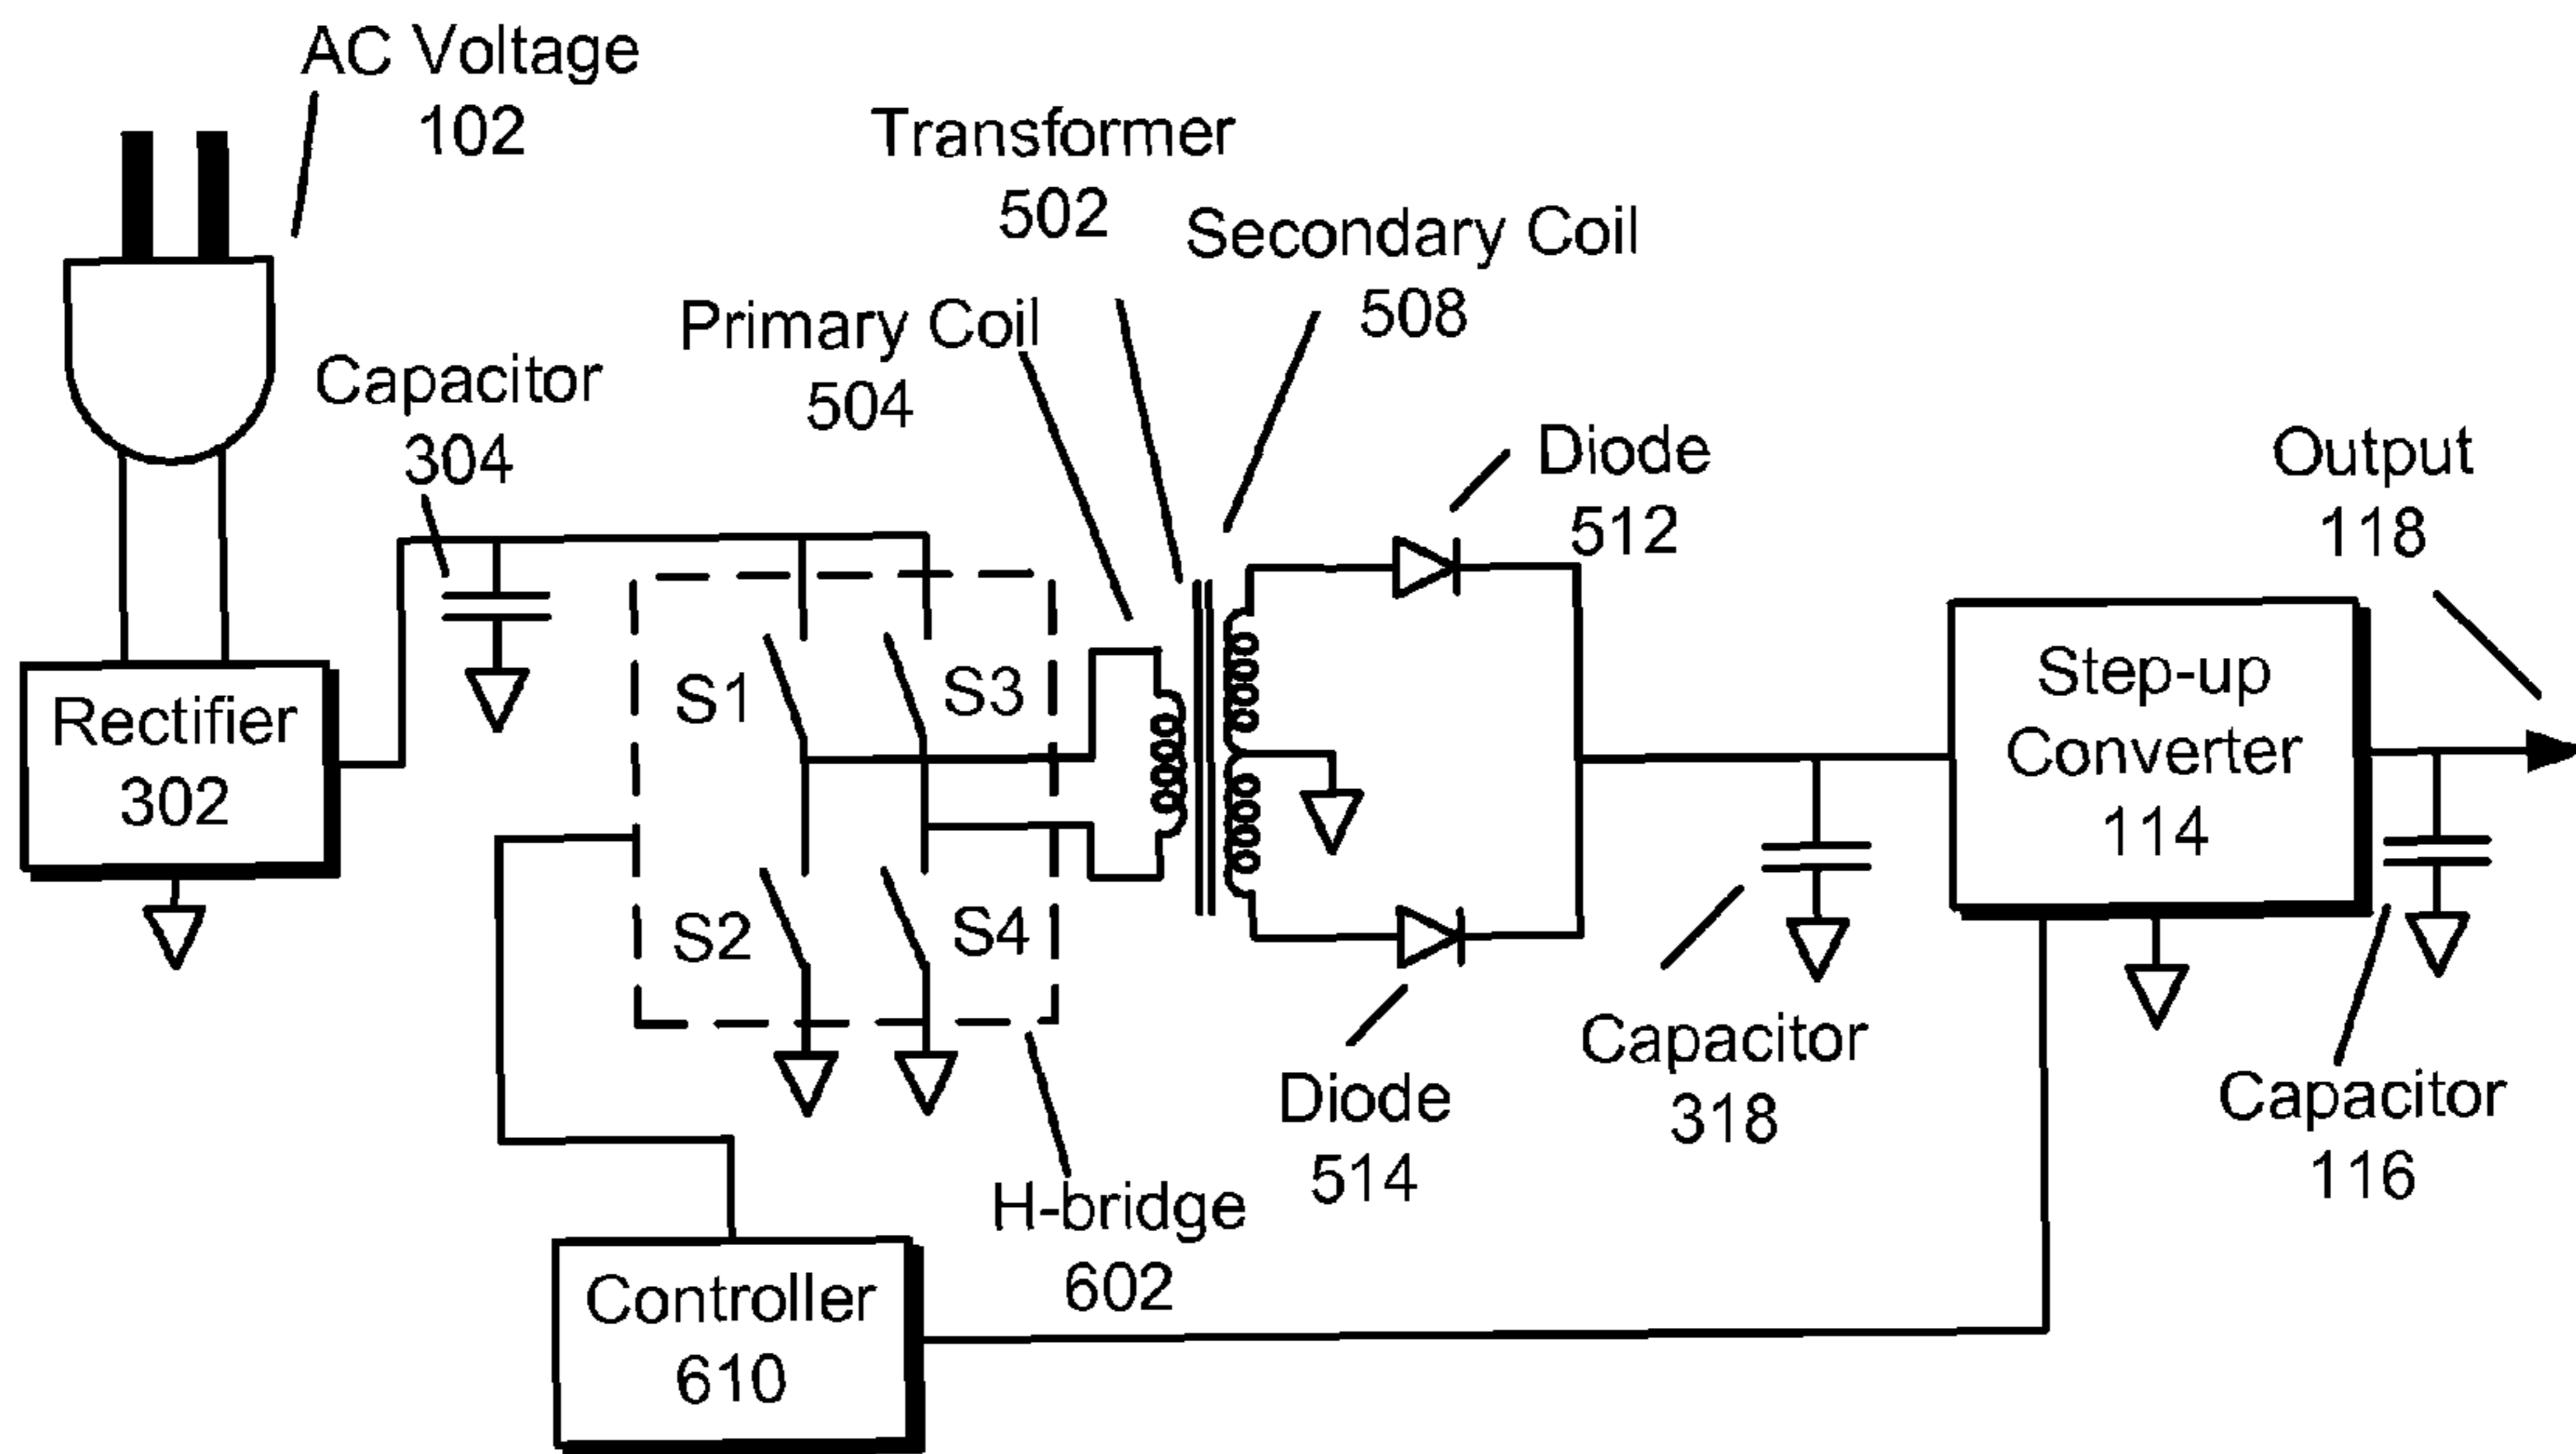 AC Voltage
102
Transformer
502
Secondary Coil
508
Primary Coil
504
Capacitor
304
Diode
512
Output
118
Rectifier
302
S1
S3
S2
S4
Step-up
Converter
114
Capacitor
318
Diode
514
Capacitor
116
H-bridge
602
Controller
610